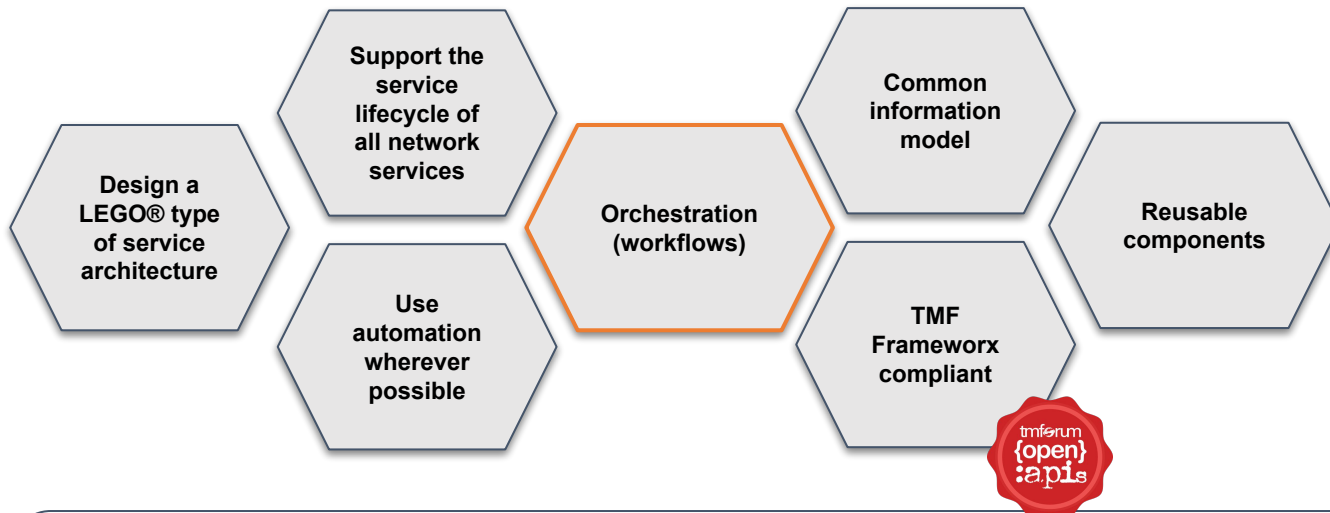 Design a
LEGO® type
of service
architecture
Support the
service
lifecycle of
all network
services
Use
automation
wherever
possible
Orchestration
(workflows)
Common
information
model
TMF
Frameworx
compliant
tmforum
{open}
:apis
Reusable
components